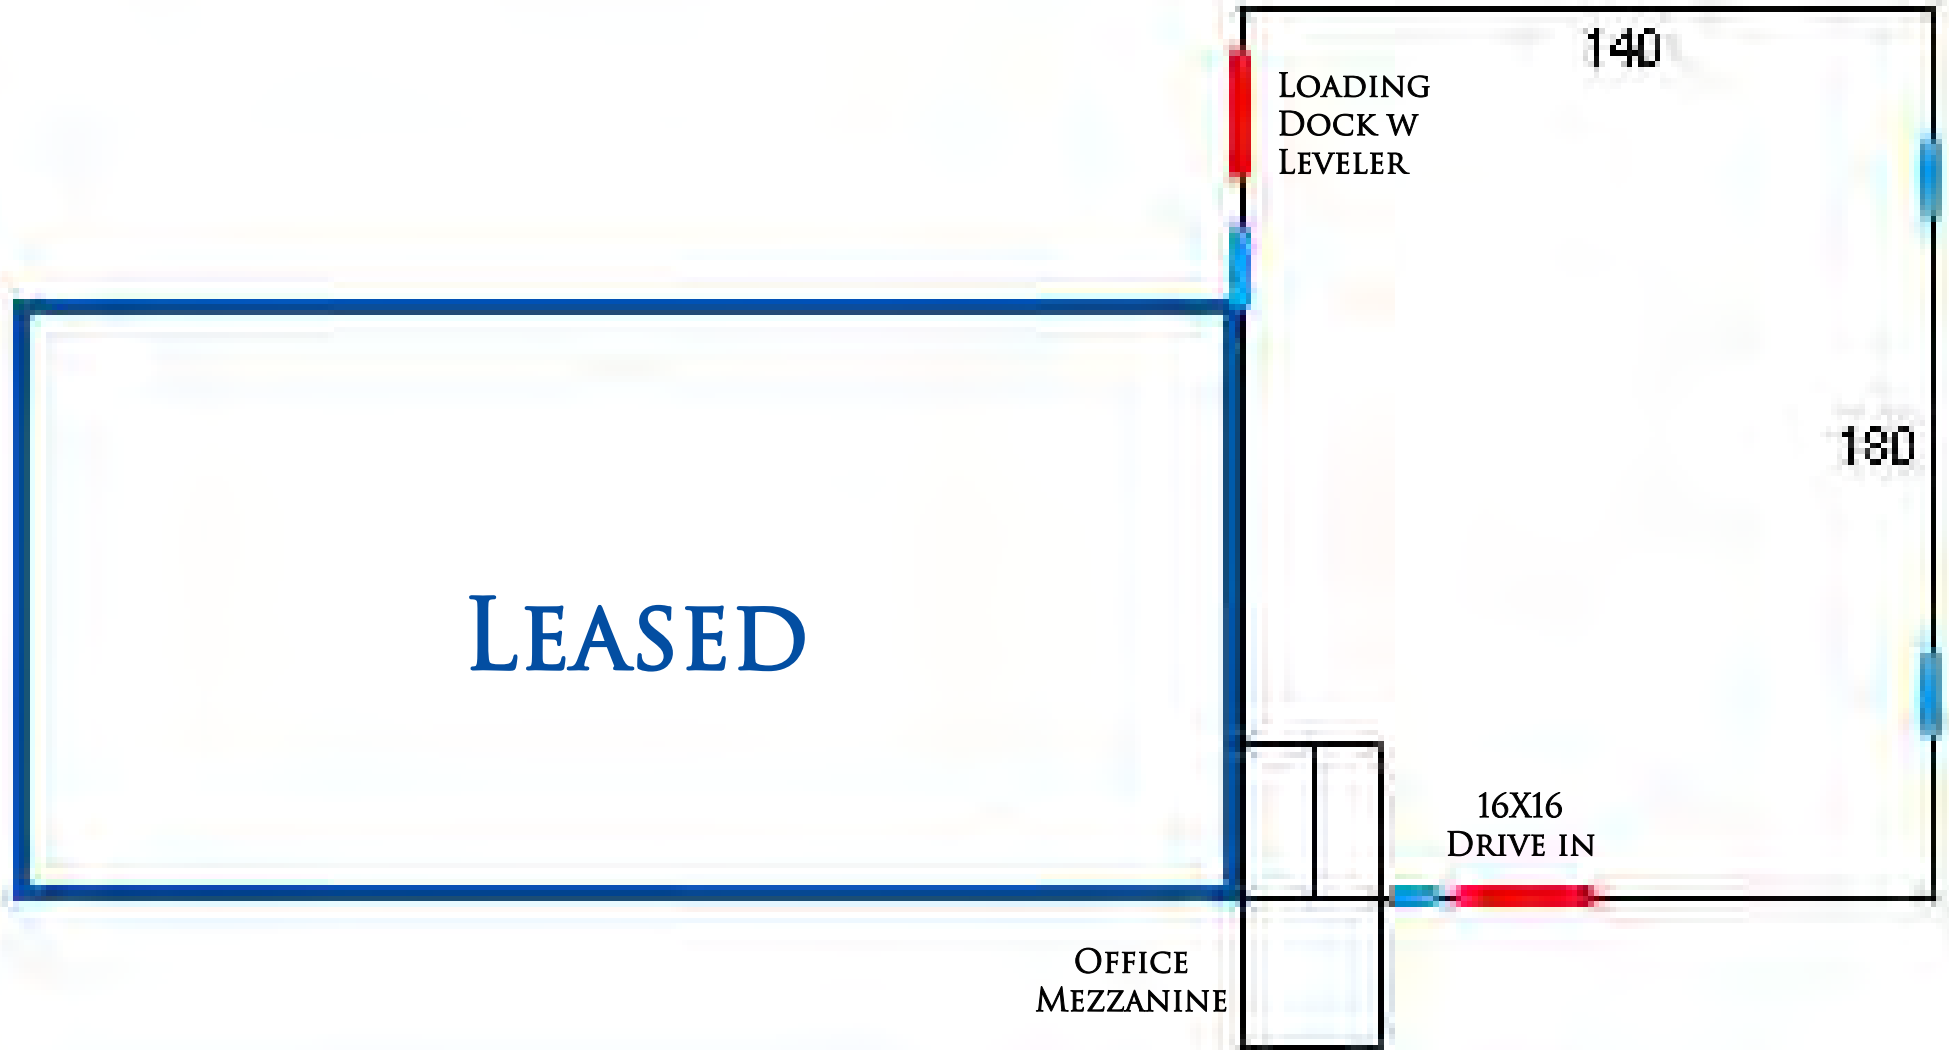 140
Loading
Dock w
Leveler
180
Leased
16x16
Drive in
Office
Mezzanine